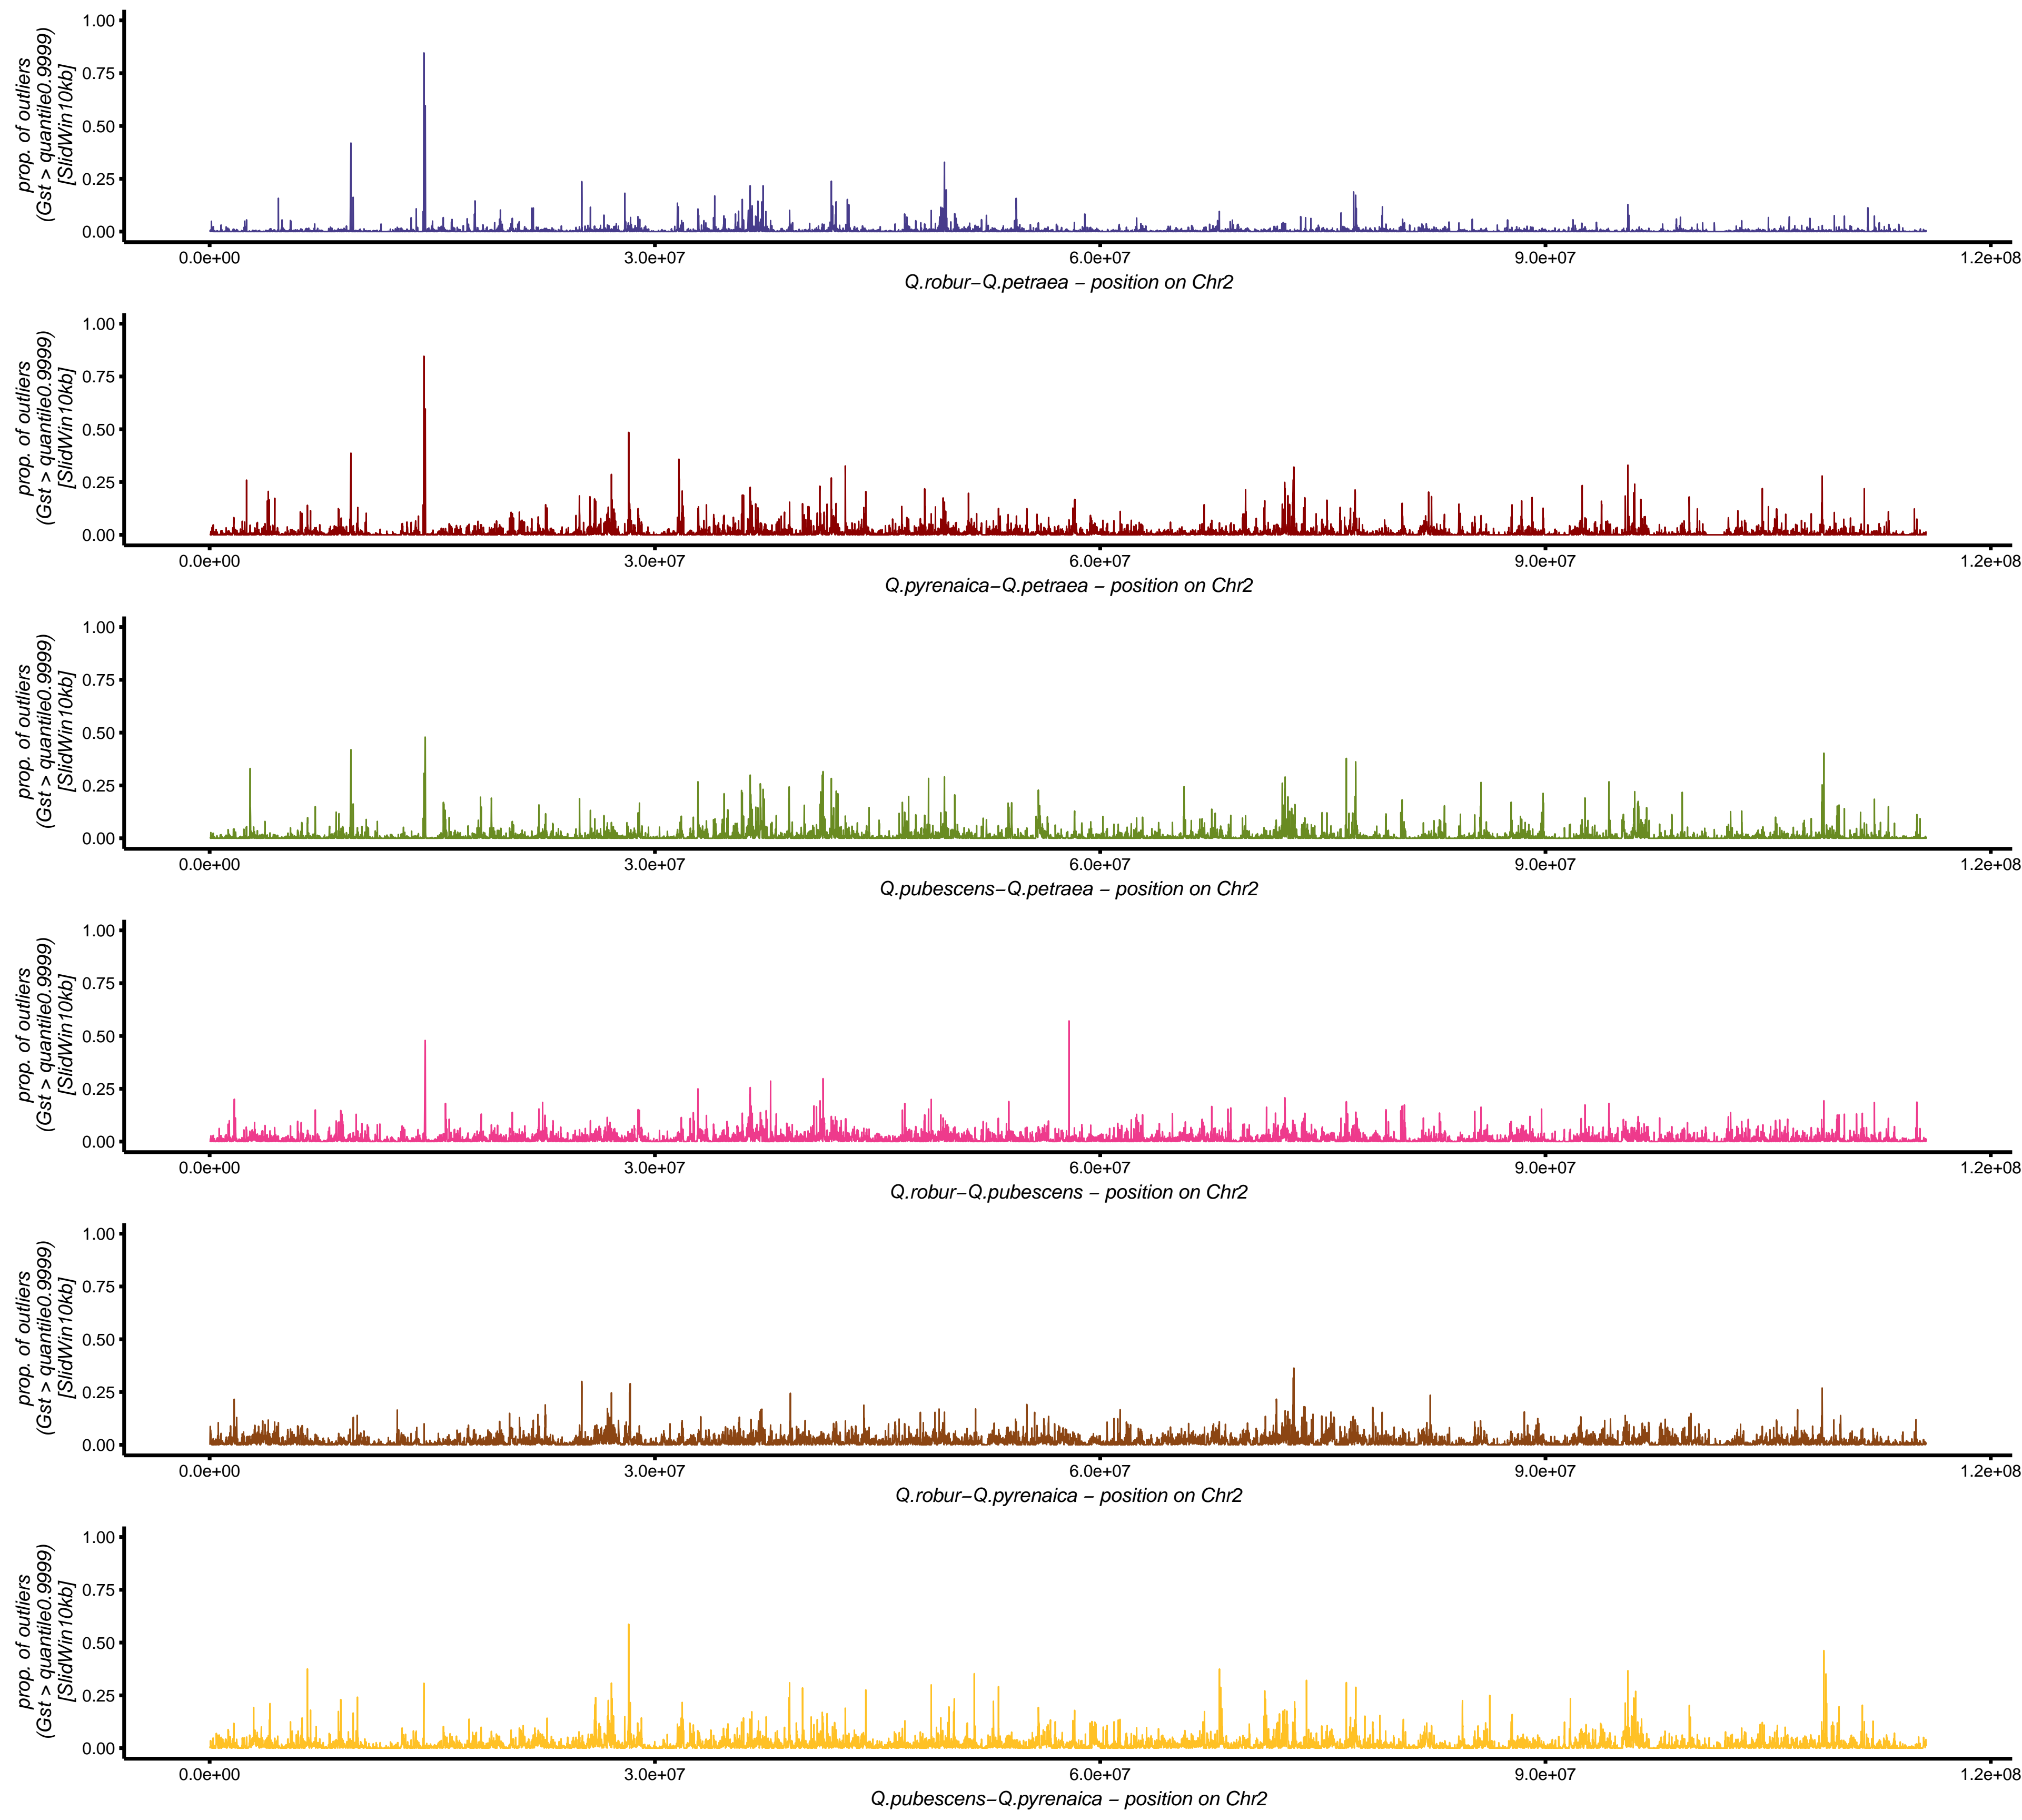 prop. of outliers
(Gst > quantile0.9999)
[SlidWin10kb]
1.00
0.75
0.50
0.25
0.00
0.0e+00 3.0e+07 6.0e+07 9.0e+07 1.2e+08
Q.robur−Q.petraea − position on Chr2
prop. of outliers
(Gst > quantile0.9999)
[SlidWin10kb]
1.00
0.75
0.50
0.25
0.00
0.0e+00 3.0e+07 6.0e+07 9.0e+07 1.2e+08
Q.pyrenaica−Q.petraea − position on Chr2
prop. of outliers
(Gst > quantile0.9999)
[SlidWin10kb]
1.00
0.75
0.50
0.25
0.00
0.0e+00 3.0e+07 6.0e+07 9.0e+07 1.2e+08
Q.pubescens−Q.petraea − position on Chr2
prop. of outliers
(Gst > quantile0.9999)
[SlidWin10kb]
1.00
0.75
0.50
0.25
0.00
0.0e+00 3.0e+07 6.0e+07 9.0e+07 1.2e+08
Q.robur−Q.pubescens − position on Chr2
prop. of outliers
(Gst > quantile0.9999)
[SlidWin10kb]
1.00
0.75
0.50
0.25
0.00
0.0e+00 3.0e+07 6.0e+07 9.0e+07 1.2e+08
Q.robur−Q.pyrenaica − position on Chr2
prop. of outliers
(Gst > quantile0.9999)
[SlidWin10kb]
1.00
0.75
0.50
0.25
0.00
0.0e+00 3.0e+07 6.0e+07 9.0e+07 1.2e+08
Q.pubescens−Q.pyrenaica − position on Chr2